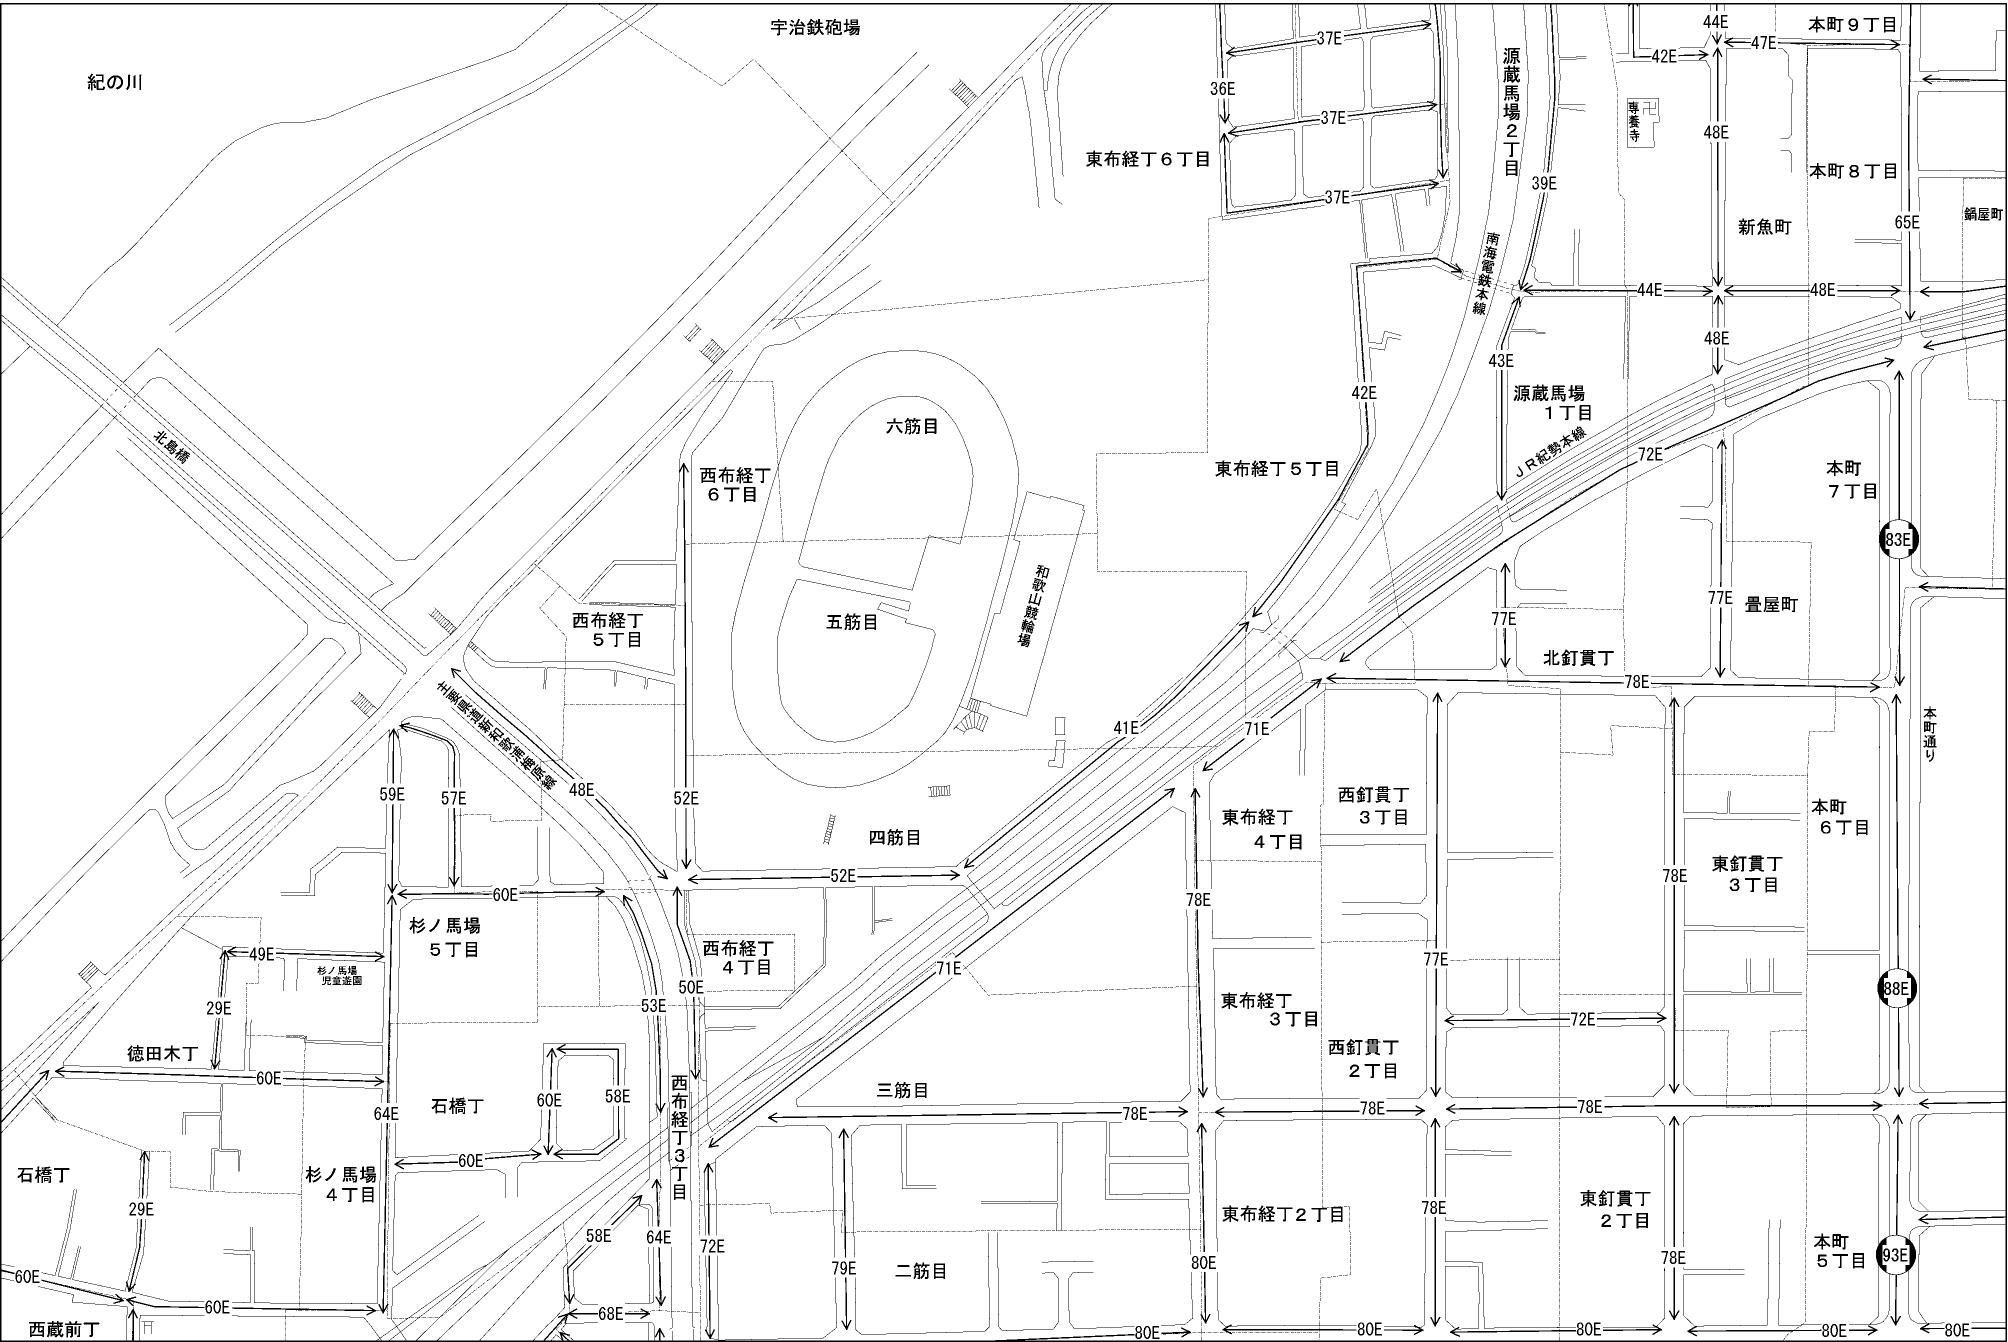 宇治鉄砲場
紀の川
37E
44E
本町９丁目
42E
47E
源蔵馬場２丁目
36E
37E
専養寺
48E
東布経丁６丁目
本町８丁目
39E
37E
鍋屋町
65E
新魚町
南海電鉄本線
44E
48E
48E
43E
42E
源蔵馬場
１丁目
六筋目
北島橋
ＪＲ紀勢本線
72E
西布経丁
６丁目
東布経丁５丁目
本町
７丁目
83E
和歌山競輪場
77E
畳屋町
西布経丁
５丁目
五筋目
77E
北釘貫丁
78E
主要県道新和歌浦梅原線
本町通り
41E
71E
59E
57E
48E
52E
西釘貫丁
３丁目
東布経丁
４丁目
本町
６丁目
四筋目
52E
78E
78E
東釘貫丁
３丁目
60E
杉ノ馬場
５丁目
西布経丁
４丁目
49E
杉ノ馬場
児童遊園
71E
77E
50E
88E
29E
53E
東布経丁
３丁目
72E
徳田木丁
西釘貫丁
２丁目
60E
三筋目
60E
58E
石橋丁
64E
西布経丁３丁目
78E
78E
78E
60E
石橋丁
杉ノ馬場
４丁目
29E
東布経丁２丁目
78E
東釘貫丁
２丁目
58E
64E
72E
79E
二筋目
80E
78E
本町
５丁目
93E
60E
60E
68E
西蔵前丁
80E
80E
80E
80E